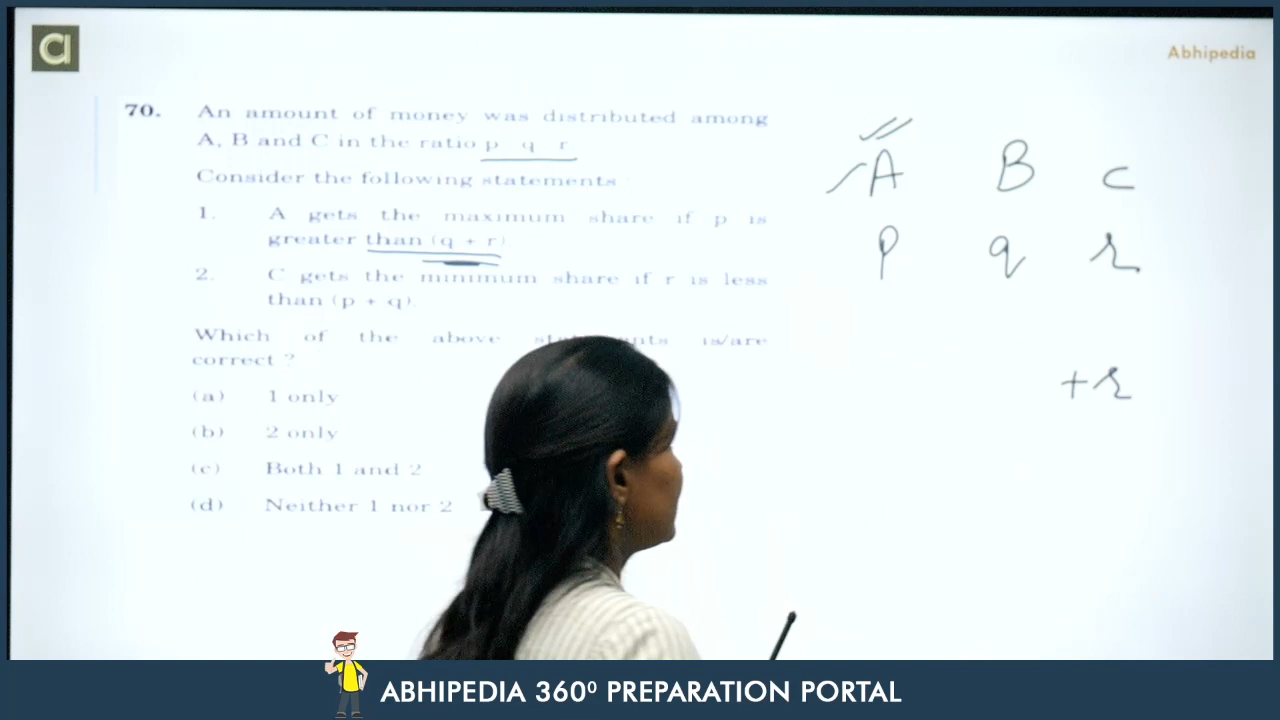 Abhipedia
70. An amount of money was distributed among
A, B and C in the ratio p q r
Consider the following statements
1. A gets the maximum share if p is
greater than (q + r)
2. C gets the minimum share if r is less
than (p + q).
Which of the above is/are
correct ?
(a) 1 only
(b) 2 only
(c) Both 1 and 2
(d) Neither 1 nor 2
A B C
p q r
+ r
ABHIPEDIA 360⁰ PREPARATION PORTAL